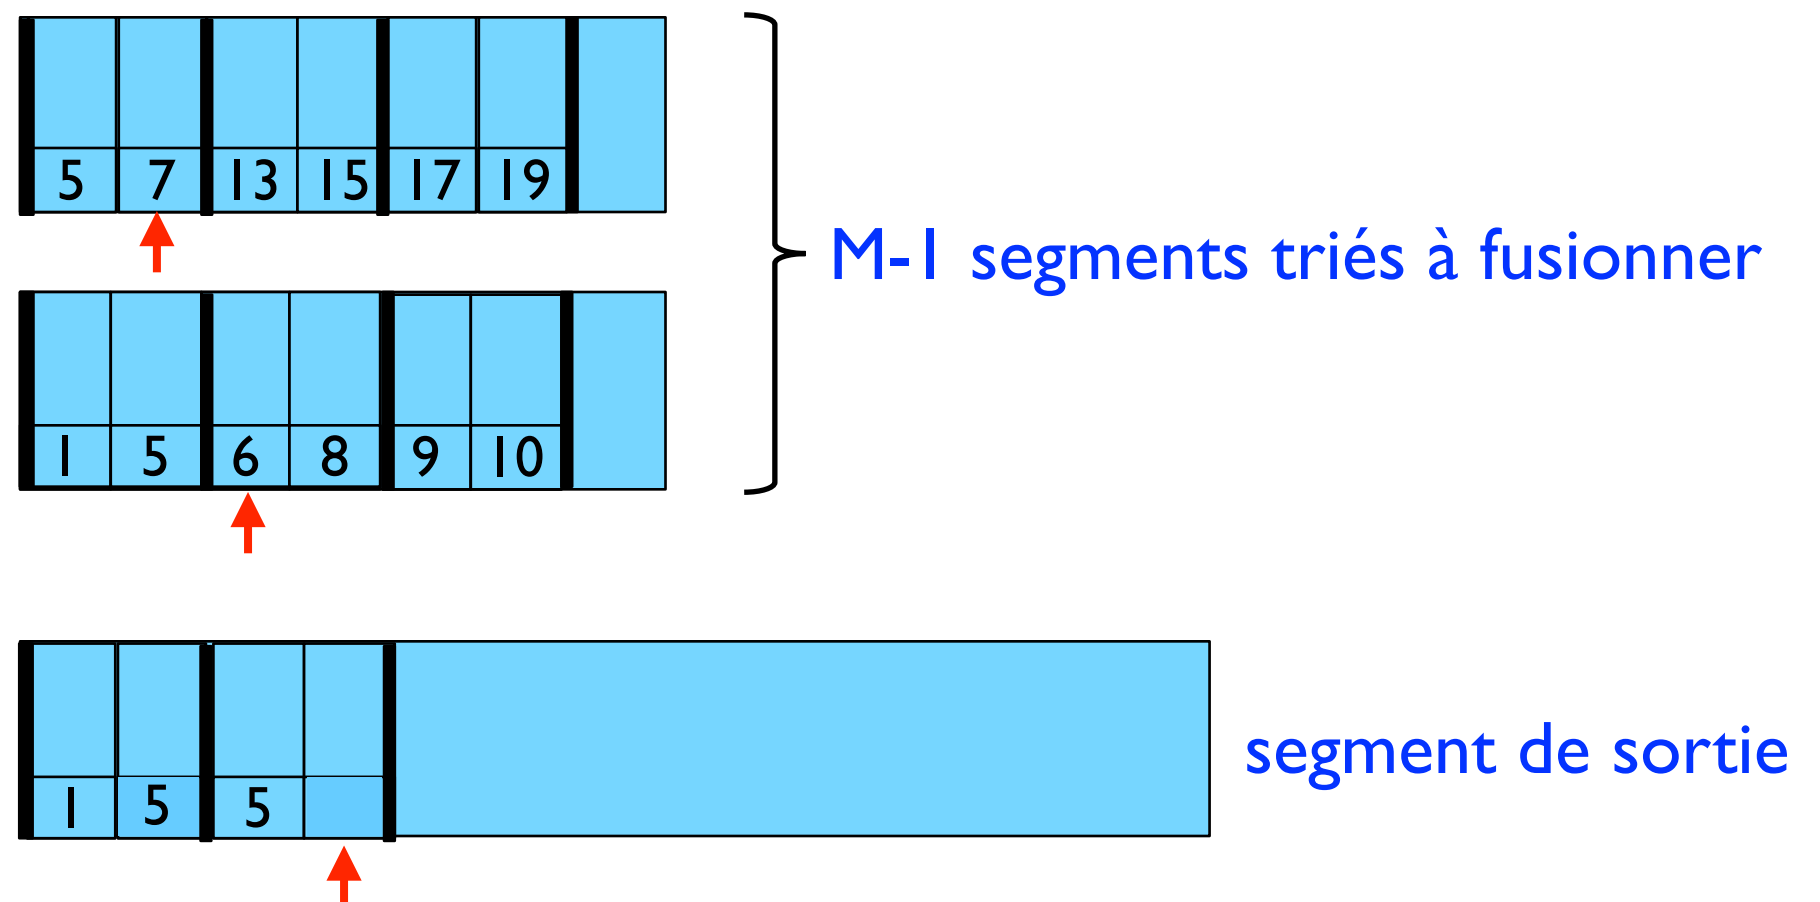 5 7 13 15 17 19
M-1 segments triés à fusionner
1 5 6 8 9 10
1 5 5
segment de sortie